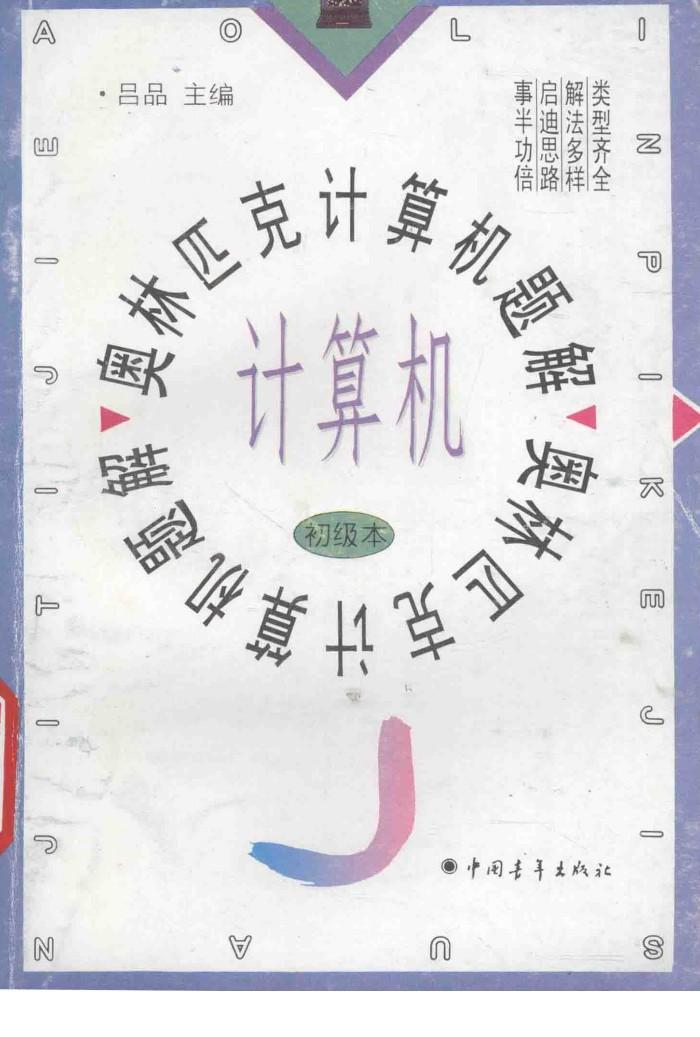 AOLINPIKEJISUANJITIJIE
吕品 主编
类型齐全
解法多样
启迪思路
事半功倍
奥林匹克计算机题解
奥林匹克计算机题解
计算机
初级本
中国青年出版社